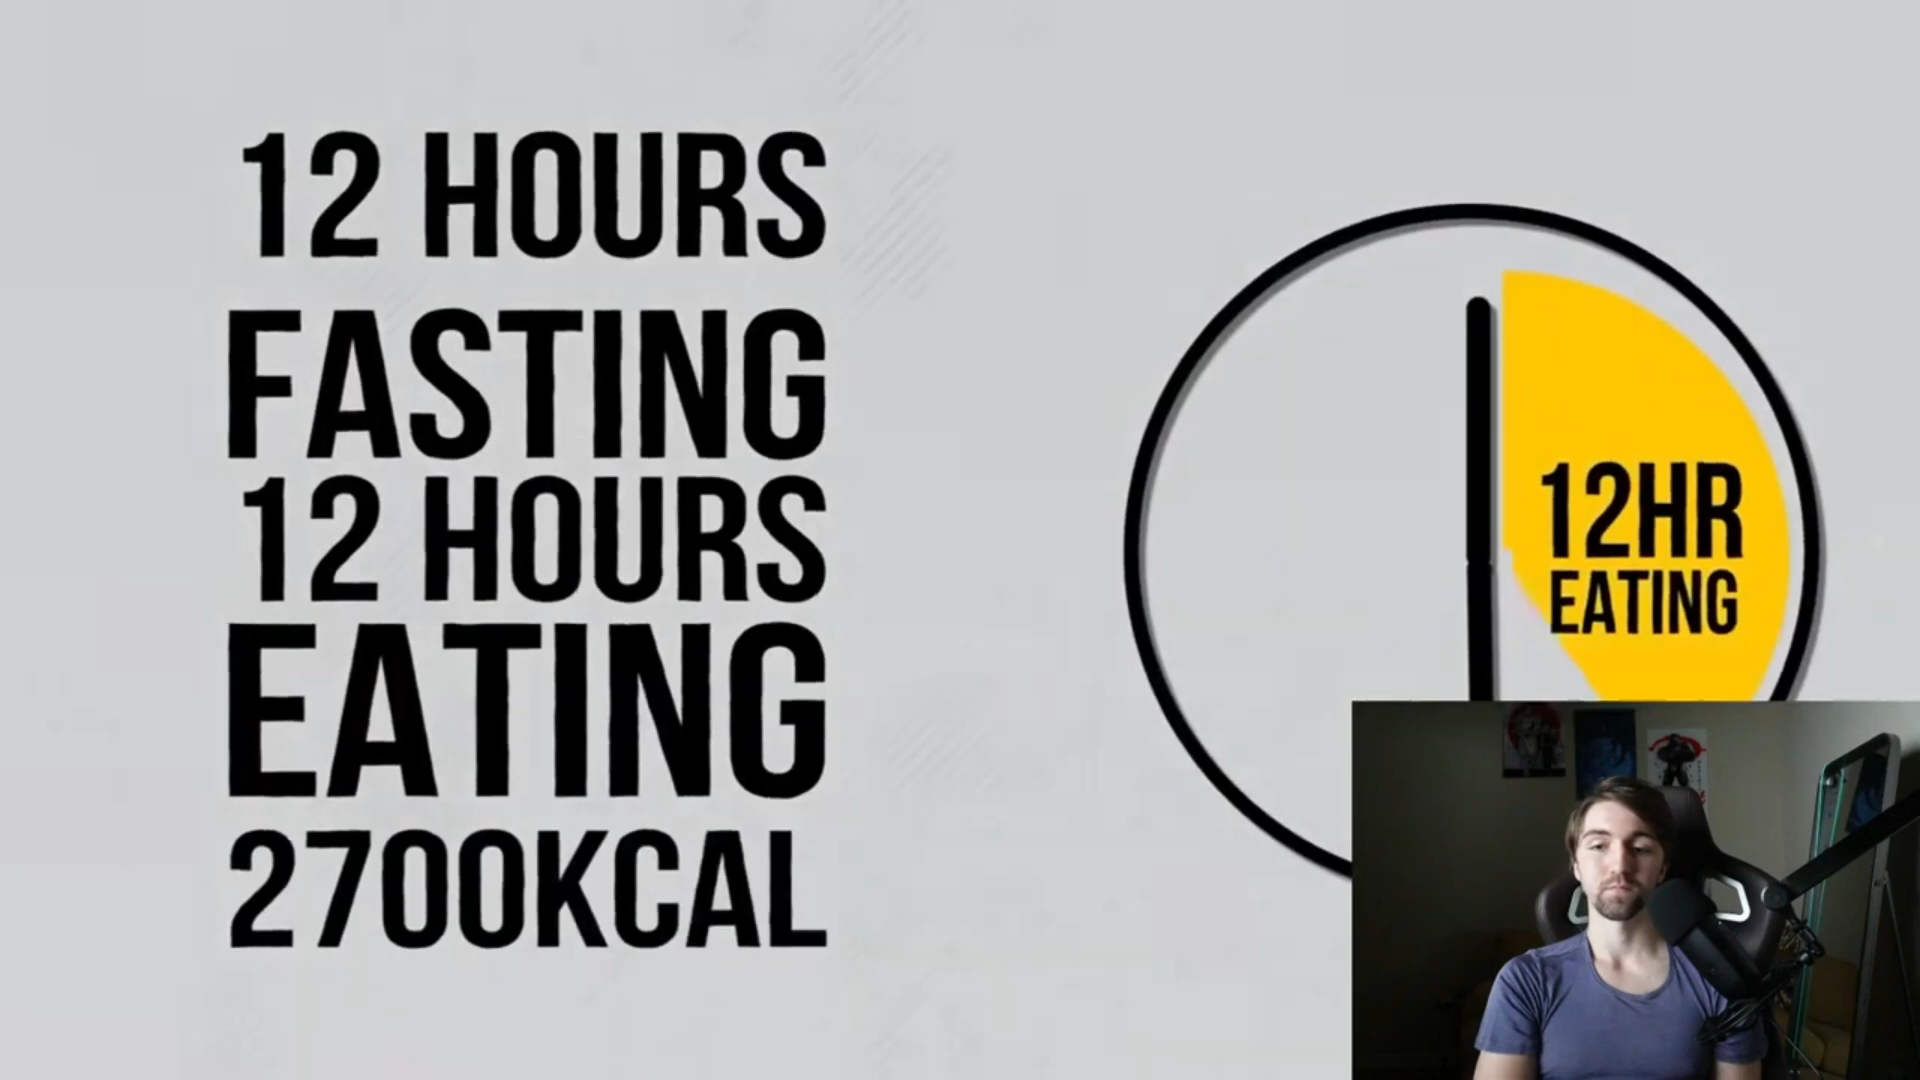 12 HOURS
FASTING
12 HOURS
EATING
2700KCAL
12HR
EATING